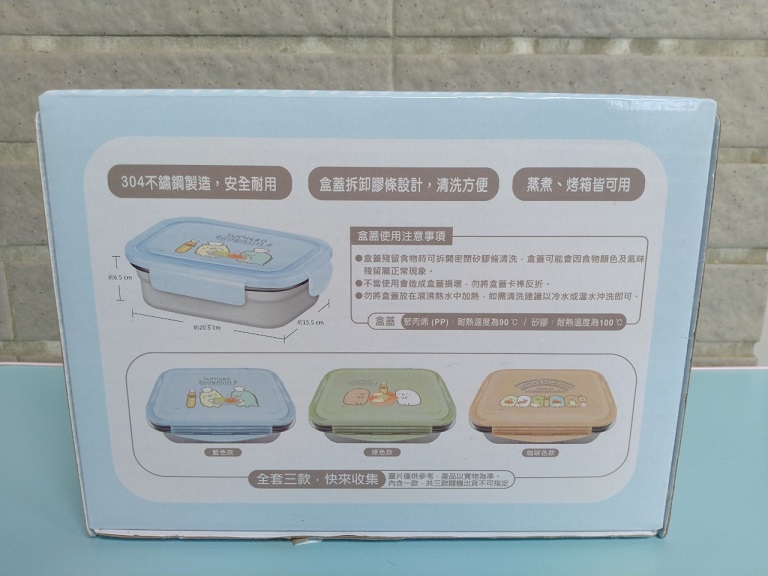 304不鏽鋼製造，安全耐用
盒蓋拆卸膠條設計，清洗方便
蒸煮、烤箱皆可用
盒蓋使用注意事項
●盒蓋殘留食物時可拆開密閉矽膠條清洗，盒蓋可能會因食物顏色及氣味
殘留屬正常現象。
●不當使用會造成盒蓋損壞，勿將盒蓋卡榫反折。
●勿將盒蓋放在滾沸熱水中加熱，如需清洗建議以冷水或溫水沖洗即可。
盒蓋 聚丙烯 (PP)：耐熱溫度為90℃ / 矽膠：耐熱溫度為100℃
約6.5 cm
約20.5 cm
約15.5 cm
藍色款
綠色款
咖啡色款
全套三款，快來收集
圖片僅供參考，產品以實物為準。
內含一款，共三款隨機出貨不可指定